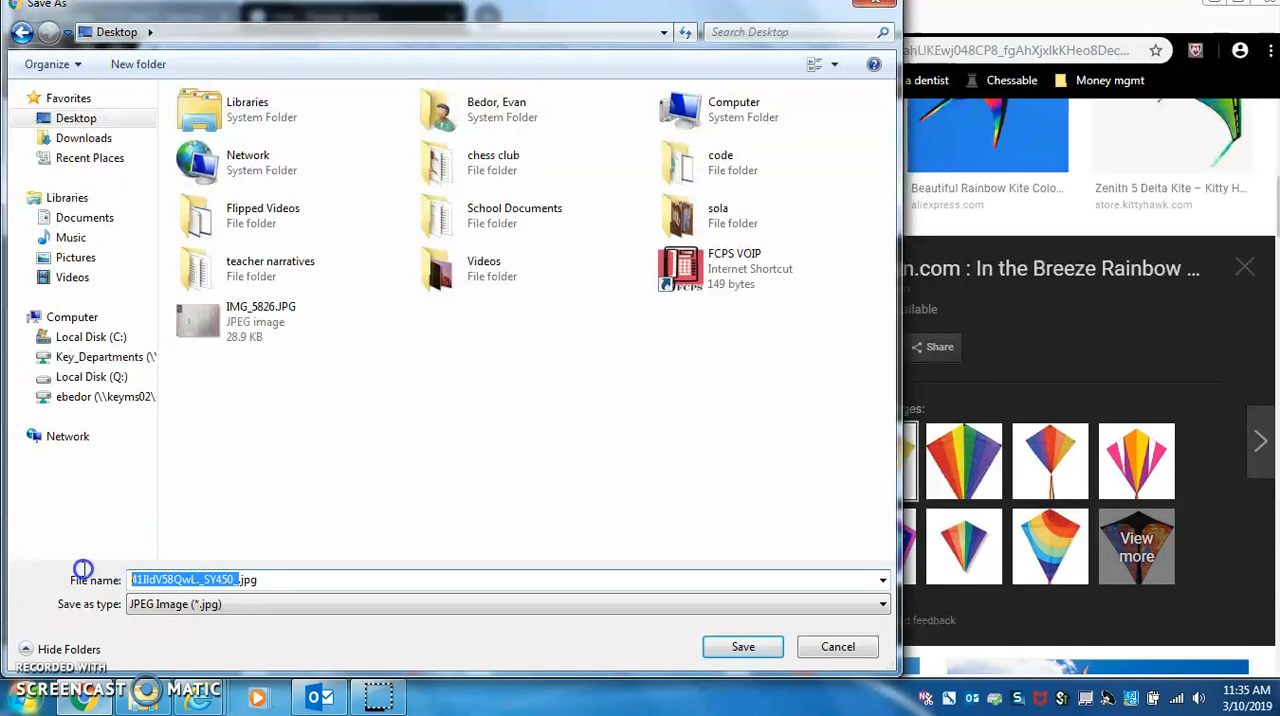 Save As
Desktop
Search Desktop
ahUKEwj048CP8_fgAhXjxIkKHeo8Dec...
Organize
New folder
a dentist
Chessable
Money mgmt
Favorites
Desktop
Downloads
Recent Places
Libraries
Documents
Music
Pictures
Videos
Computer
Local Disk (C:)
Key_Departments (\\
Local Disk (Q:)
ebedor (\\keyms02\
Network
Libraries
System Folder
Bedor, Evan
System Folder
Computer
System Folder
Network
System Folder
chess club
File folder
code
File folder
Flipped Videos
File folder
School Documents
File folder
sola
File folder
teacher narratives
File folder
Videos
File folder
FCPS VOIP
Internet Shortcut
149 bytes
FCPS
IMG_5826.JPG
JPEG image
28.9 KB
Beautiful Rainbow Kite Colo...
aliexpress.com
Zenith 5 Delta Kite – Kitty H...
store.kittyhawk.com
n.com : In the Breeze Rainbow ...
ailable
Share
ges:
View
more
d feedback
File name:
41IldV58QwL._SY450_.jpg
Save as type:
JPEG Image (*.jpg)
Hide Folders
Save
Cancel
RECORDED WITH
SCREENCAST
MATIC
11:35 AM
3/10/2019